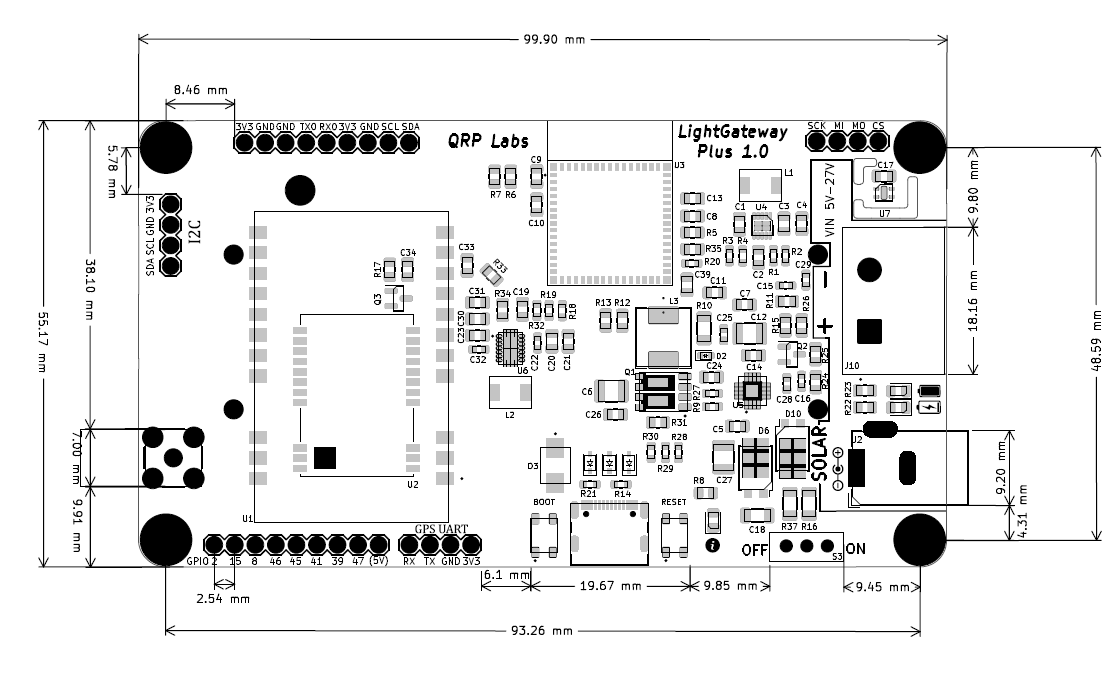 99.90 mm
8.46 mm
3V3 GND GND TXO RXO 3V3 GND SCL SDA
QRP Labs
LightGateway
Plus 1.0
SCK MI MO CS
5.78 mm
SDA SCL GND 3V3
I2C
38.10 mm
55.17 mm
7.00 mm
9.91 mm
9.80 mm
18.16 mm
48.59 mm
9.20 mm
4.31 mm
VIN 5V-27V
C9
R7 R6
C10
U3
L1
C17
U7
C13
C8
R5
R35
R20
C39
C1 U4 C3 C4
R3 R4
C2 R1 R2
C29
C15
R11
R26
R15
C11
C7
C12
C25
R10
L3
R13 R12
C34
R17
Q3
C33
R33
C31
C30
C23
C32
R34 C19
R19
R18
R32
C22 C20 C21
U6
L2
D2
C14
Q2
R25
R24
C28 C16
J10
− +
Q1
C24
R27
R9
U5
C6
C26
R31
C5
D6
D10
R23
R22
J2
SOLAR
R30 R28
R29
D3
R21 R14
C27
R8
C18
R37 R16
U2
U1
BOOT
RESET
i
OFF ON
S3
GPS UART
GPIO 2 15 8 46 45 41 39 47 (5V)
RX TX GND 3V3
2.54 mm
6.1 mm
19.67 mm
9.85 mm
9.45 mm
93.26 mm